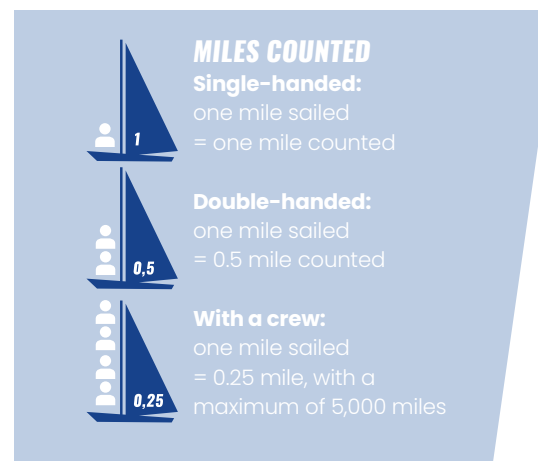 MILES COUNTED
Single-handed:
one mile sailed
= one mile counted
1
Double-handed:
one mile sailed
= 0.5 mile counted
0,5
With a crew:
one mile sailed
= 0.25 mile, with a
maximum of 5,000 miles
0,25